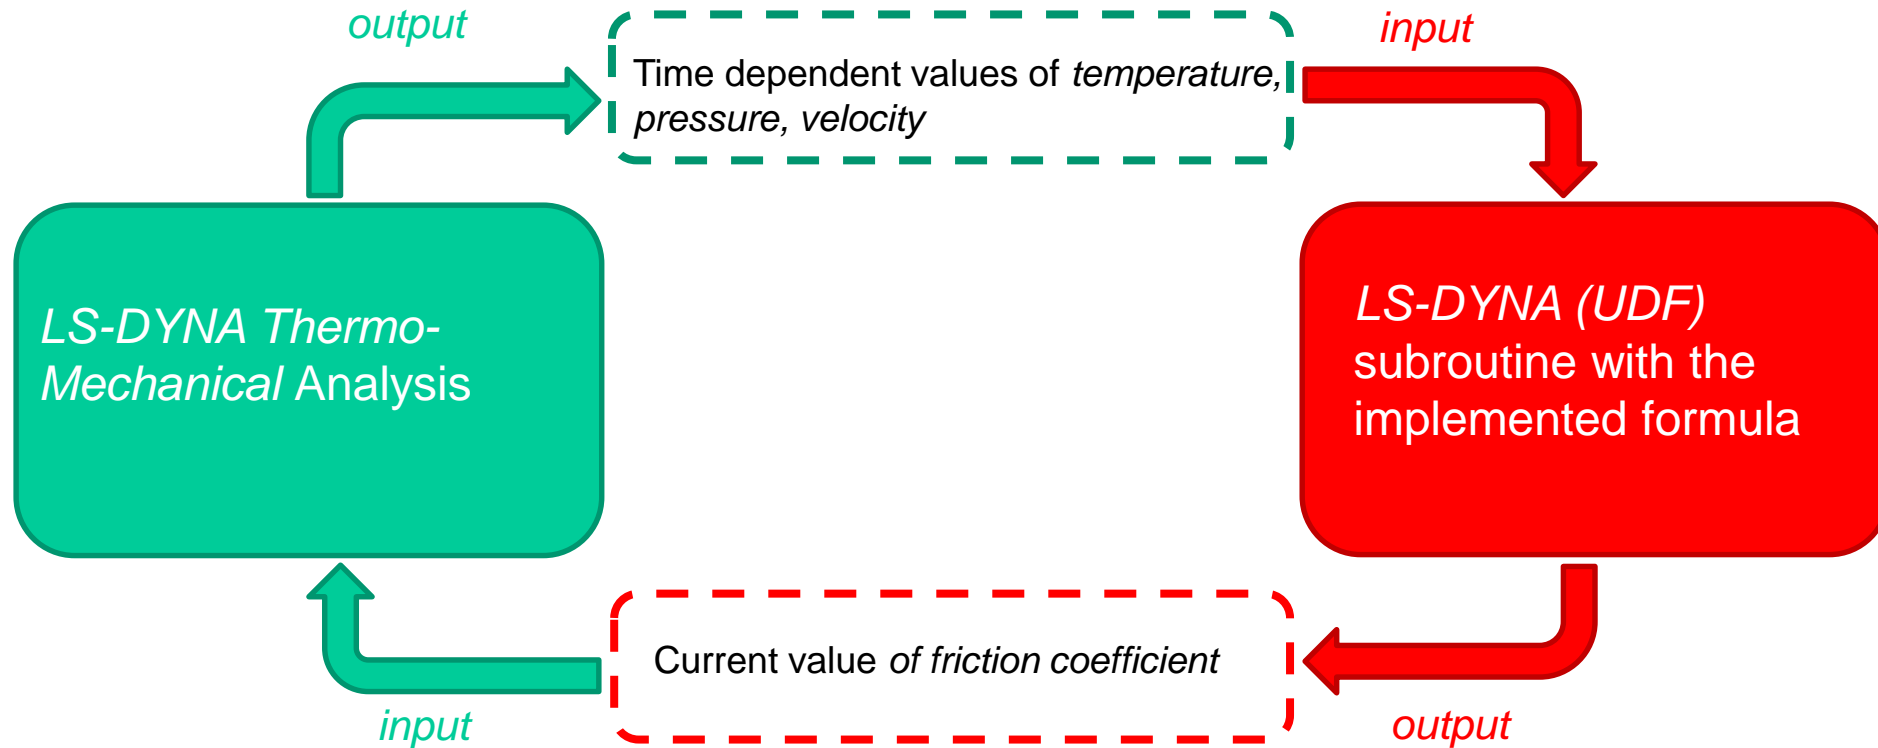 output
input
Time dependent values of temperature,
pressure, velocity
LS-DYNA Thermo-
Mechanical Analysis
LS-DYNA (UDF)
subroutine with the
implemented formula
Current value of friction coefficient
input
output